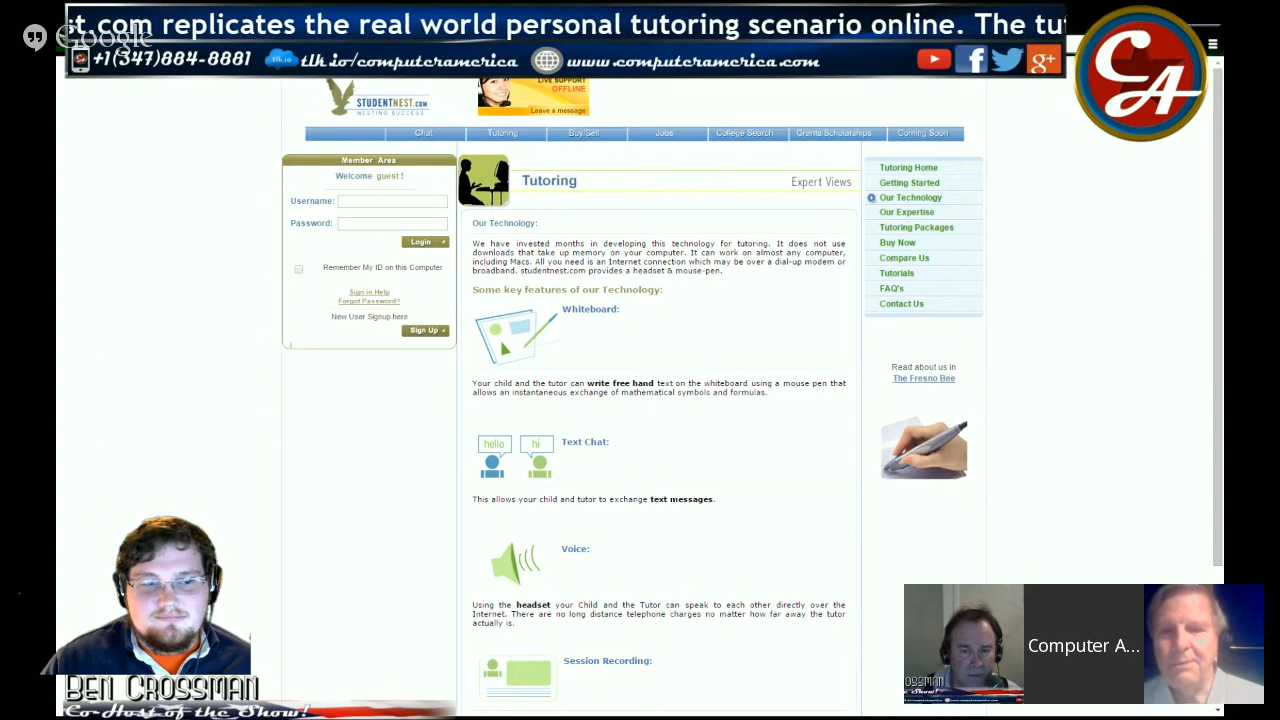 st.com replicates the real world personal tutoring scenario online. The tu
Google
+1(347)884-8881 tlk.io/computeramerica www.computeramerica.com
CA
STUDENTNEST.COM
NESTING SUCCESS
LIVE SUPPORT
OFFLINE
Leave a message
Chat Tutoring Buy/Sell Jobs College Search Grants/Scholarships Coming Soon
Member Area
Welcome guest !
Username:
Password:
Login
Remember My ID on this Computer
Sign in Help
Forgot Password?
New User Signup here
Sign Up
Tutoring Expert Views
Our Technology:
We have invested months in developing this technology for tutoring. It does not use
downloads that take up memory on your computer. It can work on almost any computer,
including Macs. All you need is an Internet connection which may be over a dial-up modem or
broadband. studentnest.com provides a headset & mouse-pen.
Some key features of our Technology:
Whiteboard:
Your child and the tutor can write free hand text on the whiteboard using a mouse pen that
allows an instantaneous exchange of mathematical symbols and formulas.
hello hi Text Chat:
This allows your child and tutor to exchange text messages.
Voice:
Using the headset your Child and the Tutor can speak to each other directly over the
Internet. There are no long distance telephone charges no matter how far away the tutor
actually is.
Session Recording:
Tutoring Home
Getting Started
Our Technology
Our Expertise
Tutoring Packages
Buy Now
Compare Us
Tutorials
FAQ's
Contact Us
Read about us in
The Fresno Bee
BEN CROSSMAN
Co-Host of the Show!
CROSSMAN
Computer A...